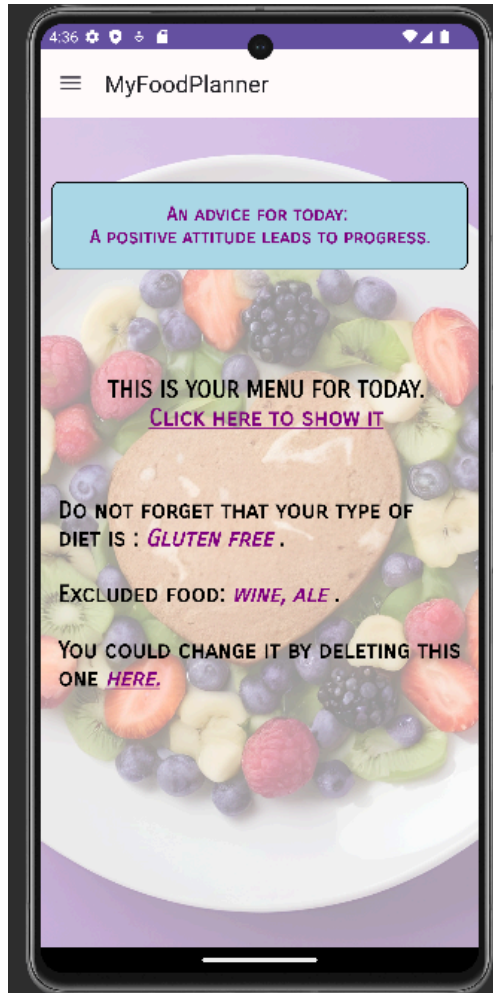 4:36
MyFoodPlanner
An advice for today:
A positive attitude leads to progress.
THIS IS YOUR MENU FOR TODAY.
Click here to show it
Do not forget that your type of
diet is : Gluten free .
Excluded food: wine, ale .
You could change it by deleting this
one here.